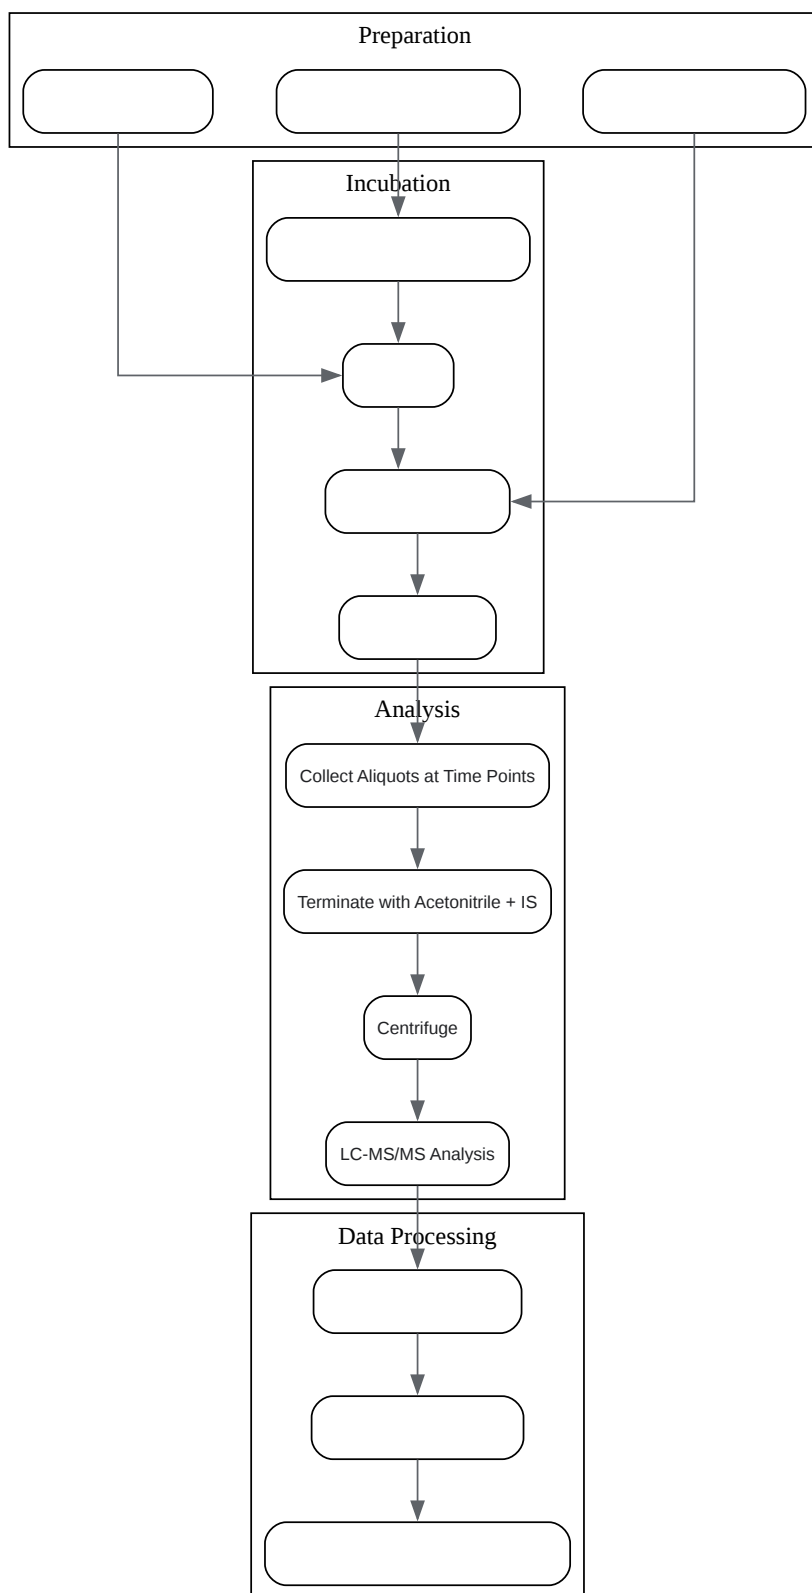 Preparation
Incubation
Analysis
Collect Aliquots at Time Points
Terminate with Acetonitrile + IS
Centrifuge
LC-MS/MS Analysis
Data Processing